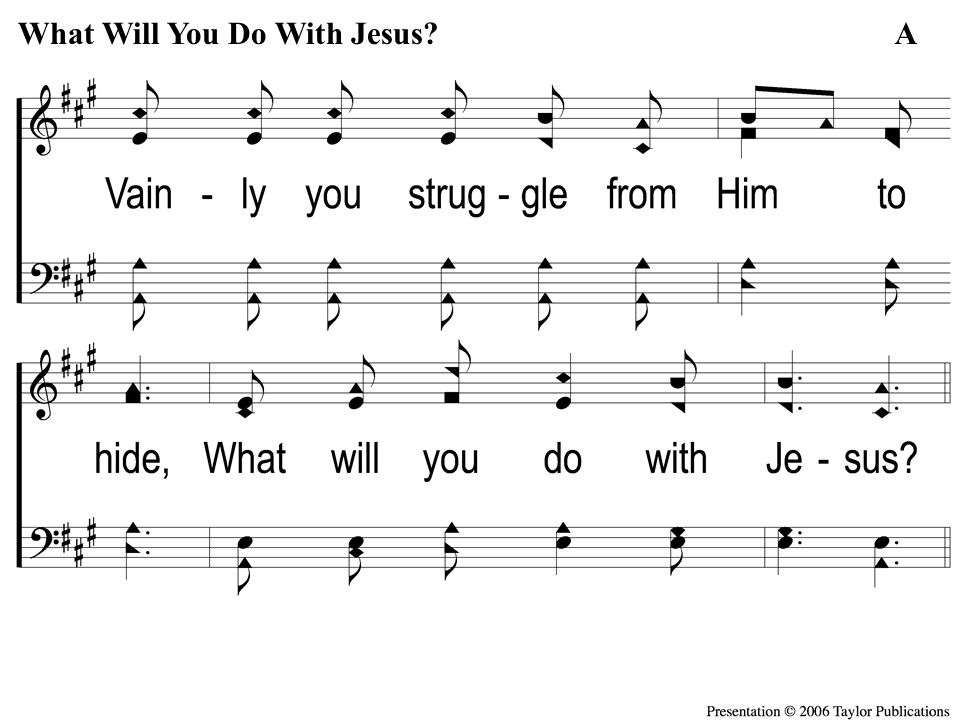 What Will You Do With Jesus? A
Vain - ly you strug - gle from Him to
hide, What will you do with Je - sus?
Presentation © 2006 Taylor Publications